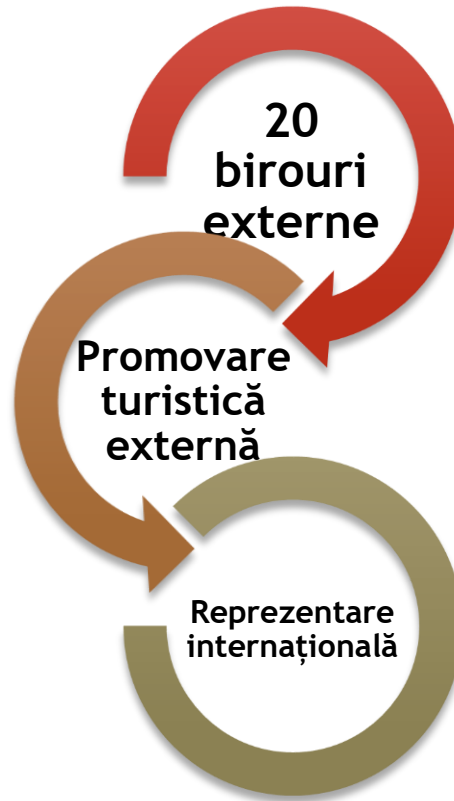 20
birouri
externe
Promovare
turistică
externă
Reprezentare
internațională